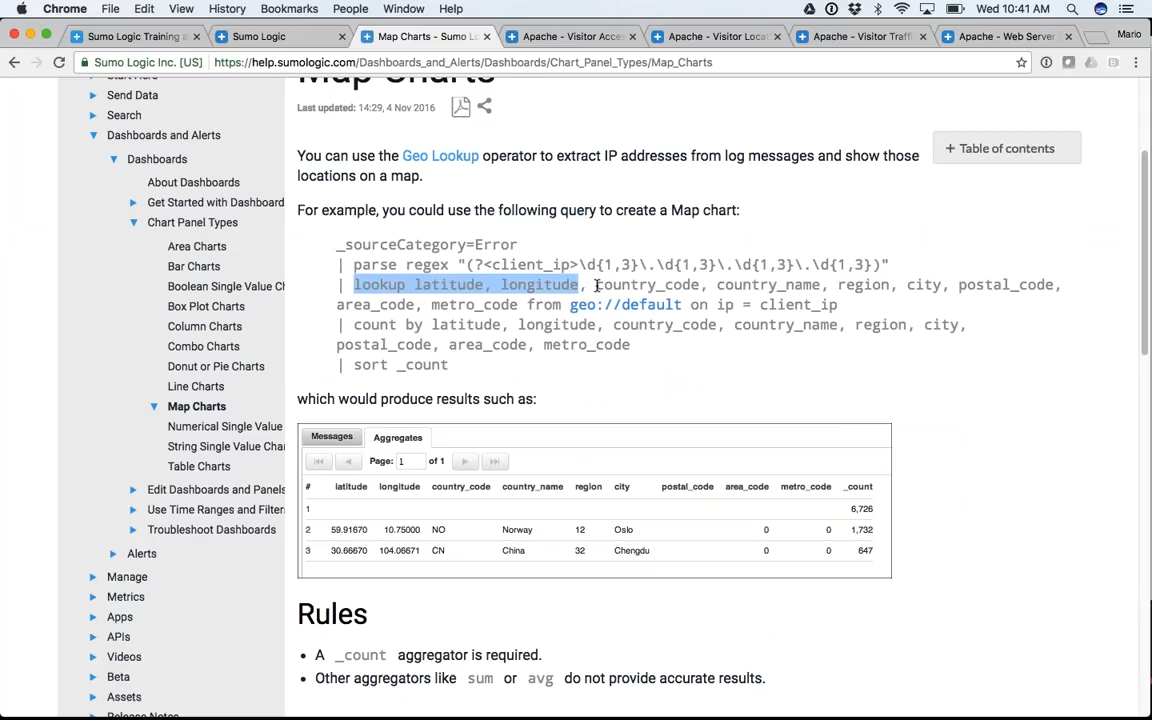 Chrome File Edit View History Bookmarks People Window Help Wed 10:41 AM
Sumo Logic Training a Sumo Logic Map Charts - Sumo Lo Apache - Visitor Acces Apache - Visitor Locat Apache - Visitor Traffi Apache - Web Server Mario
Sumo Logic Inc. [US] https://help.sumologic.com/Dashboards_and_Alerts/Dashboards/Chart_Panel_Types/Map_Charts
Start Here
Send Data
Search
Dashboards and Alerts
Dashboards
About Dashboards
Get Started with Dashboard
Chart Panel Types
Area Charts
Bar Charts
Boolean Single Value C
Box Plot Charts
Column Charts
Combo Charts
Donut or Pie Charts
Line Charts
Map Charts
Numerical Single Value
String Single Value Cha
Table Charts
Edit Dashboards and Panels
Use Time Ranges and Filter
Troubleshoot Dashboards
Alerts
Manage
Metrics
Apps
APIs
Videos
Beta
Assets
Release Notes
Map Charts
Last updated: 14:29, 4 Nov 2016
+ Table of contents
You can use the Geo Lookup operator to extract IP addresses from log messages and show those
locations on a map.
For example, you could use the following query to create a Map chart:
_sourceCategory=Error
| parse regex "(?<client_ip>\d{1,3}\.\d{1,3}\.\d{1,3}\.\d{1,3})"
| lookup latitude, longitude, country_code, country_name, region, city, postal_code,
area_code, metro_code from geo://default on ip = client_ip
| count by latitude, longitude, country_code, country_name, region, city,
postal_code, area_code, metro_code
| sort _count
which would produce results such as:
Messages Aggregates
Page: 1 of 1
# latitude longitude country_code country_name region city postal_code area_code metro_code _count
1 6,726
2 59.91670 10.75000 NO Norway 12 Oslo 0 0 1,732
3 30.66670 104.06671 CN China 32 Chengdu 0 0 647
Rules
• A _count aggregator is required.
• Other aggregators like sum or avg do not provide accurate results.